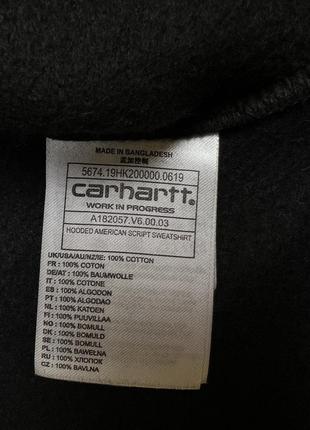 MADE IN BANGLADESH
孟加拉制
5674.19HK200000.0619
carhartt
WORK IN PROGRESS
A182057.V6.00.03
HOODED AMERICAN SCRIPT SWEATSHIRT
UK/USA/AU/NZ/IE: 100% COTTON
FR : 100% COTON
DE/AT : 100% BAUMWOLLE
IT : 100% COTONE
ES : 100% ALGODON
PT : 100% ALGODAO
NL : 100% KATOEN
FI : 100% PUUVILLAA
NO : 100% BOMULL
DK : 100% BOMULD
SE : 100% BOMULL
PL : 100% BAWEŁNA
RU : 100% ХЛОПОК
CZ : 100% BAVLNA